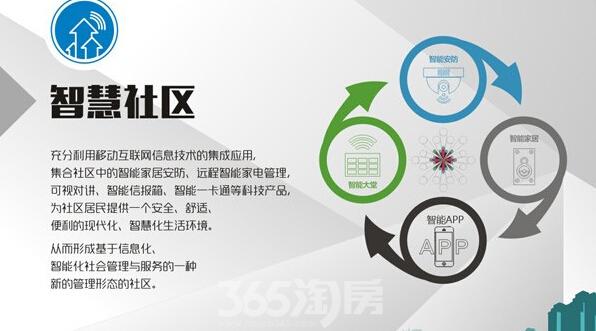 智慧社区
充分利用移动互联网信息技术的集成应用,
集合社区中的智能家居安防、远程智能家电管理,
可视对讲、智能信报箱、智能一卡通等科技产品,
为社区居民提供一个安全、舒适、
便利的现代化、智慧化生活环境。
从而形成基于信息化、
智能化社会管理与服务的一种
新的管理形态的社区。
智能安防
智能家居
智能大堂
智能APP
APP
365淘房